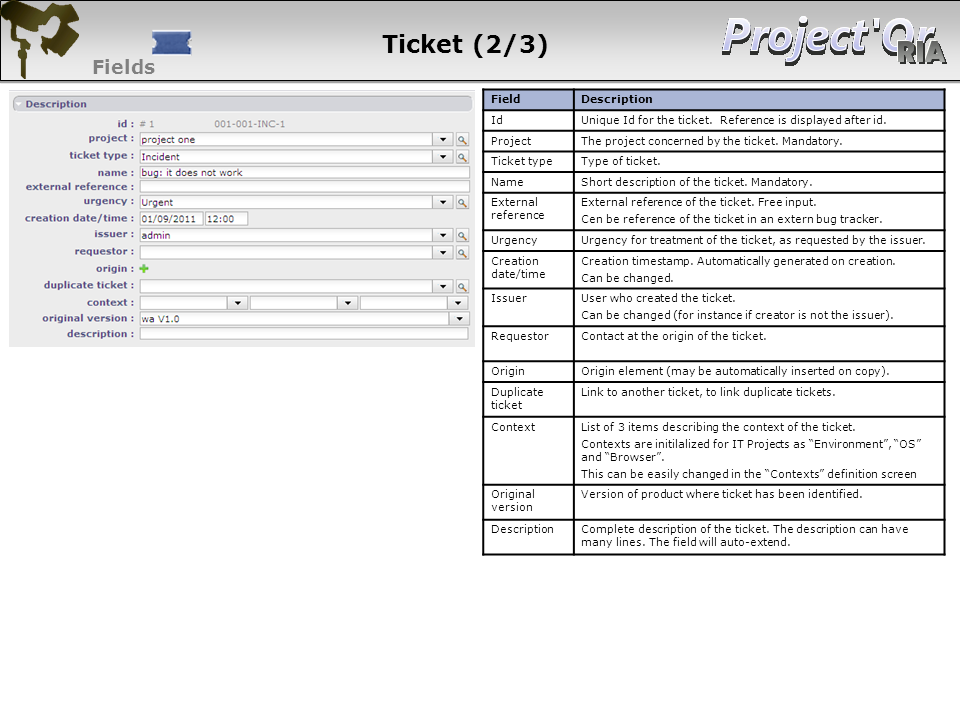 Ticket (2/3)
Project'Or
RIA
Fields
Description
id : # 1 001-001-INC-1
project : project one
ticket type : Incident
name : bug: it does not work
external reference :
urgency : Urgent
creation date/time : 01/09/2011 12:00
issuer : admin
requestor :
origin :
duplicate ticket :
context :
original version : wa V1.0
description :
Field Description
Id Unique Id for the ticket. Reference is displayed after id.
Project The project concerned by the ticket. Mandatory.
Ticket type Type of ticket.
Name Short description of the ticket. Mandatory.
External reference
External reference of the ticket. Free input.
Cen be reference of the ticket in an extern bug tracker.
Urgency Urgency for treatment of the ticket, as requested by the issuer.
Creation date/time
Creation timestamp. Automatically generated on creation.
Can be changed.
Issuer User who created the ticket.
Can be changed (for instance if creator is not the issuer).
Requestor Contact at the origin of the ticket.
Origin Origin element (may be automatically inserted on copy).
Duplicate ticket
Link to another ticket, to link duplicate tickets.
Context List of 3 items describing the context of the ticket.
Contexts are initilalized for IT Projects as “Environment”, “OS”
and “Browser”.
This can be easily changed in the “Contexts” definition screen
Original version
Version of product where ticket has been identified.
Description Complete description of the ticket. The description can have
many lines. The field will auto-extend.